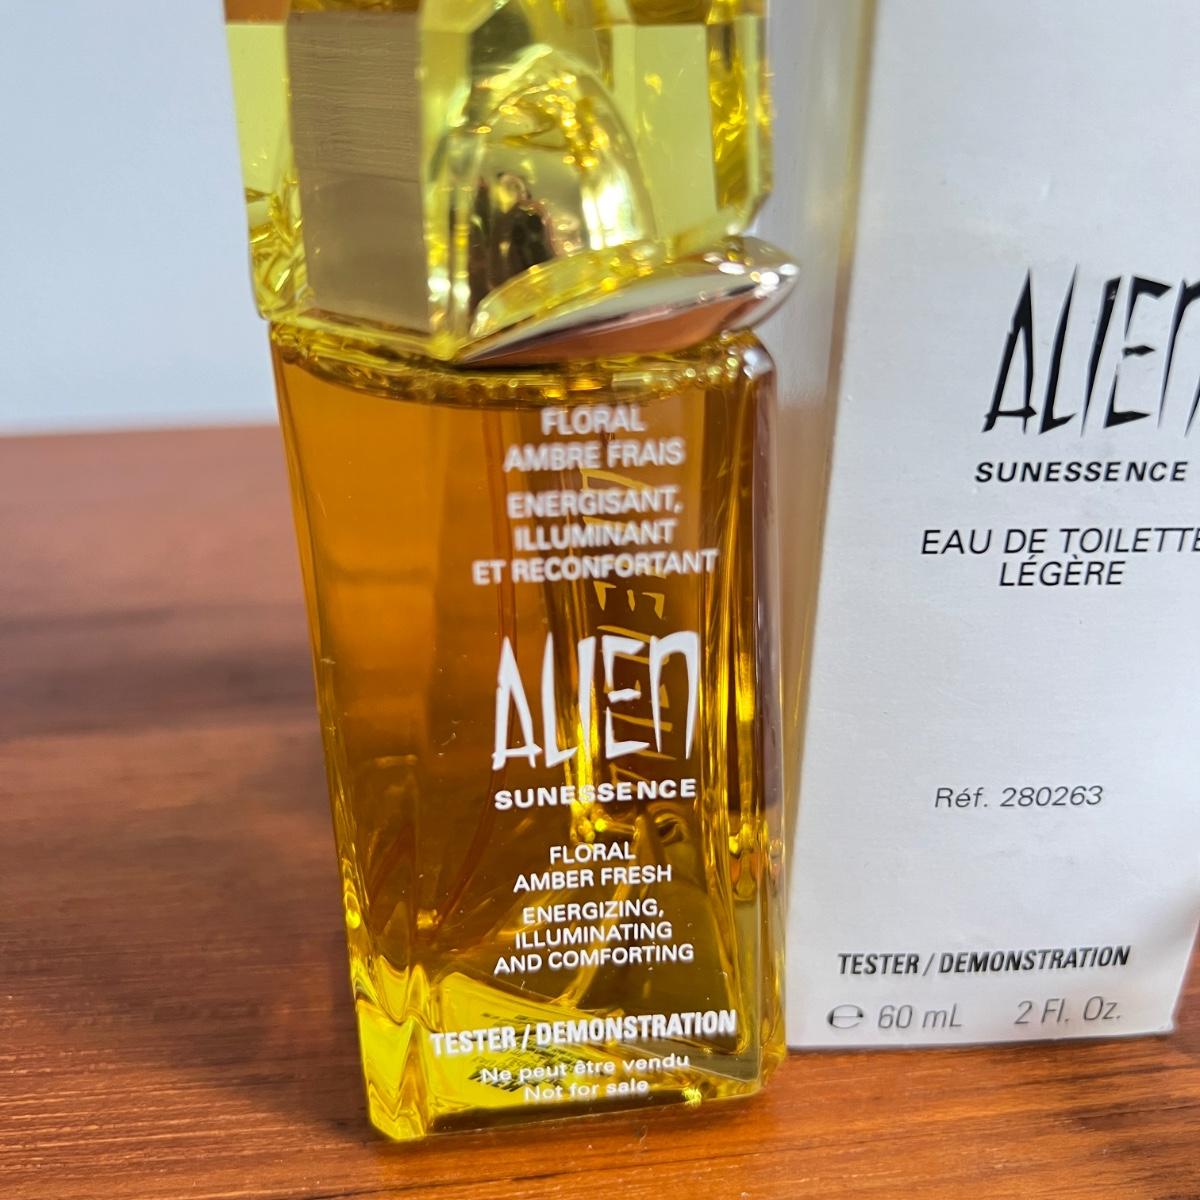 FLORAL
AMBRE FRAIS
ENERGISANT,
ILLUMINANT
ET RECONFORTANT
ALIEN
SUNESSENCE
FLORAL
AMBER FRESH
ENERGIZING,
ILLUMINATING
AND COMFORTING
TESTER / DEMONSTRATION
Ne peut être vendu
Not for sale
ALIEN
SUNESSENCE
EAU DE TOILETTE
LÉGÈRE
Réf. 280263
TESTER / DEMONSTRATION
℮ 60 mL 2 Fl. Oz.